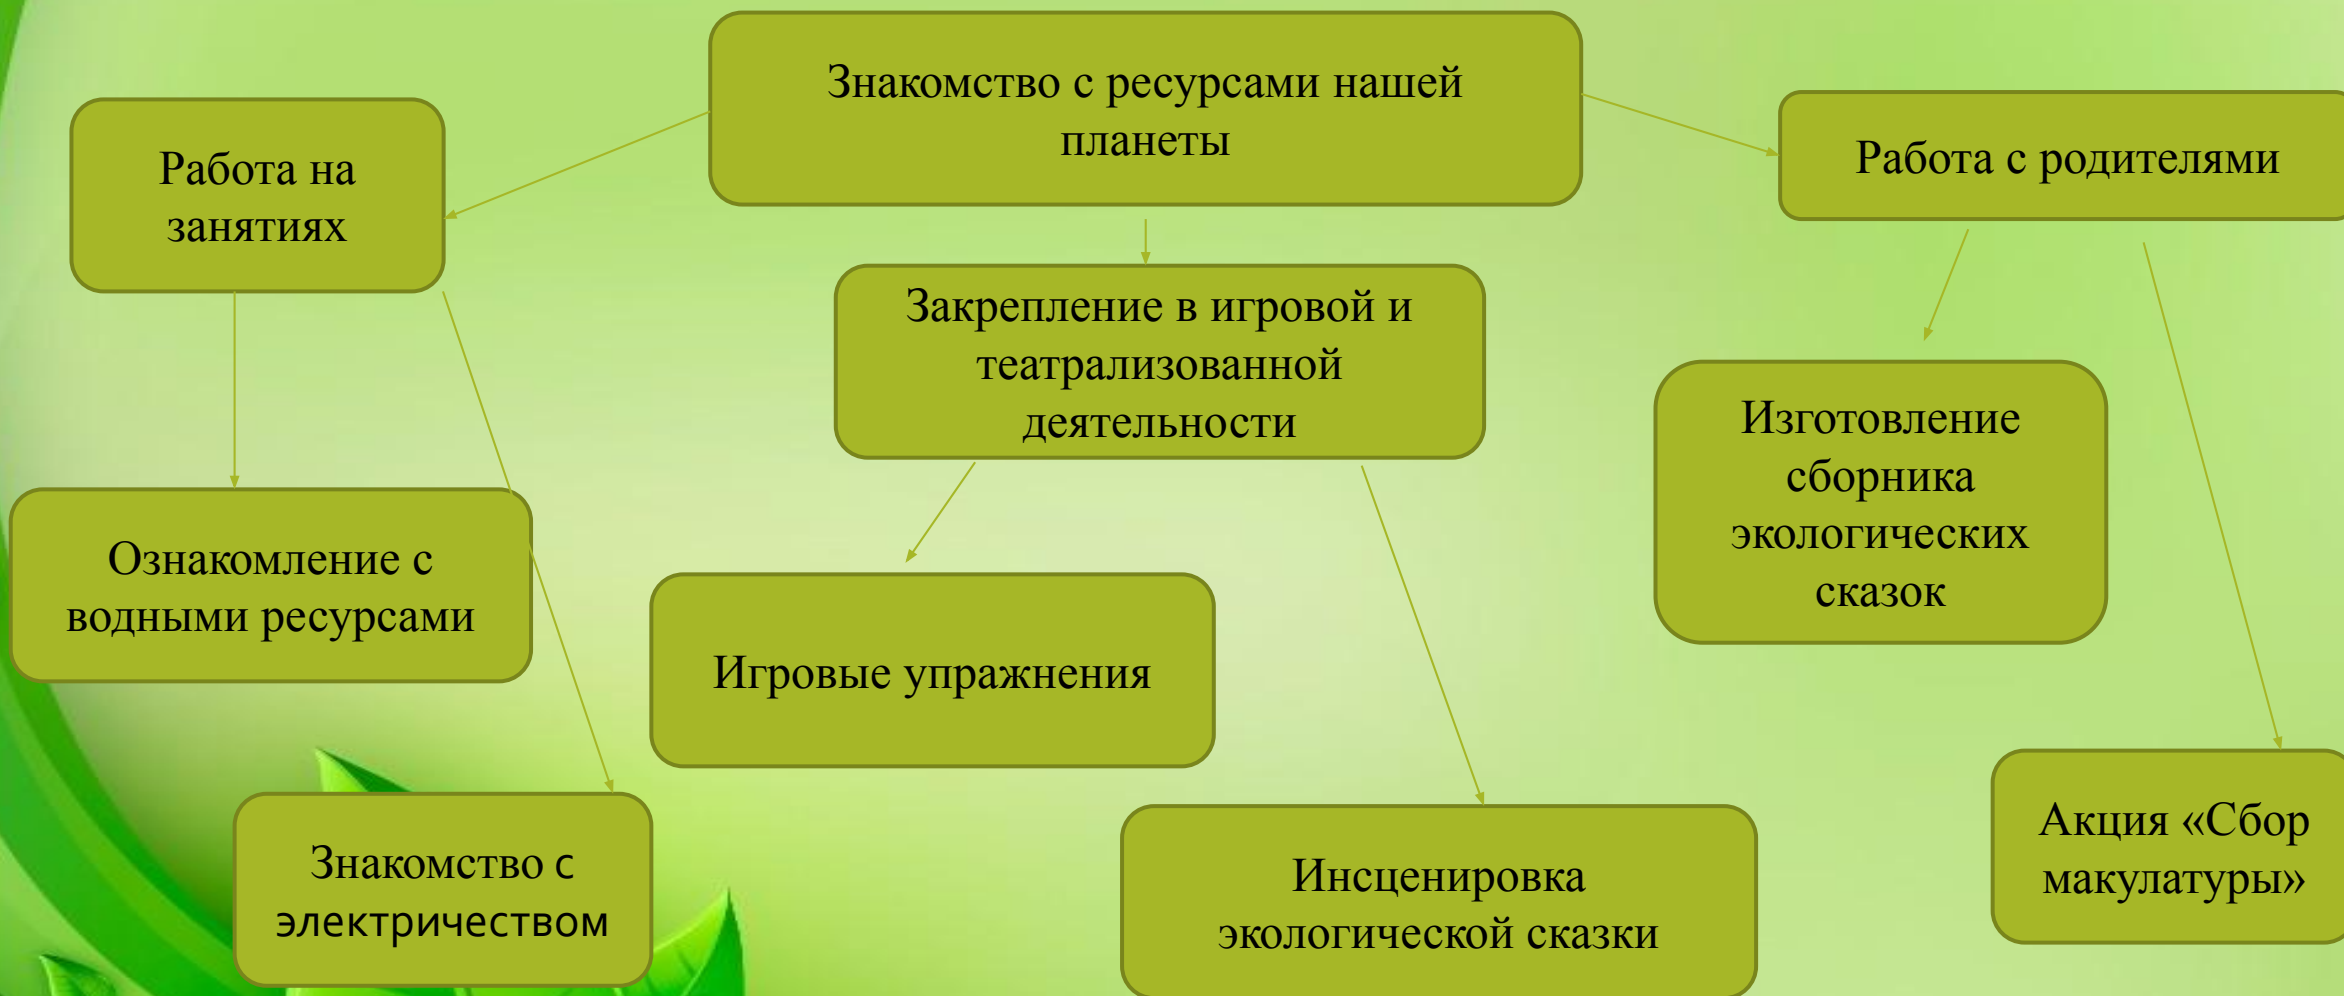 Знакомство с ресурсами нашей
планеты
Работа на
занятиях
Работа с родителями
Закрепление в игровой и
театрализованной
деятельности
Изготовление
сборника
экологических
сказок
Ознакомление с
водными ресурсами
Игровые упражнения
Знакомство с
электричеством
Инсценировка
экологической сказки
Акция «Сбор
макулатуры»